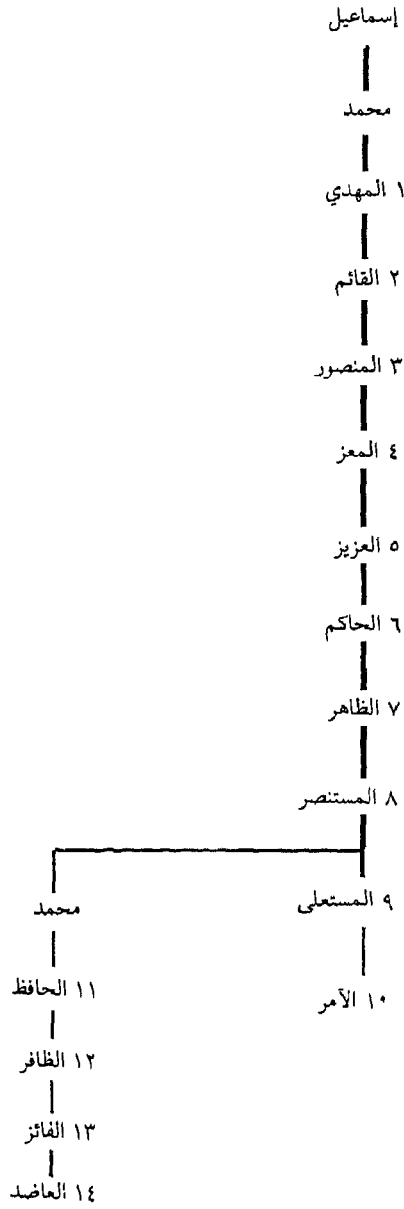 إسماعيل
محمد
١ المهدي
٢ القائم
٣ المنصور
٤ المعز
٥ العزيز
٦ الحاكم
٧ الظاهر
٨ المستنصر
٩ المستعلى
محمد
١٠ الآمر
١١ الحافظ
١٢ الظافر
١٣ الفائز
١٤ العاضد